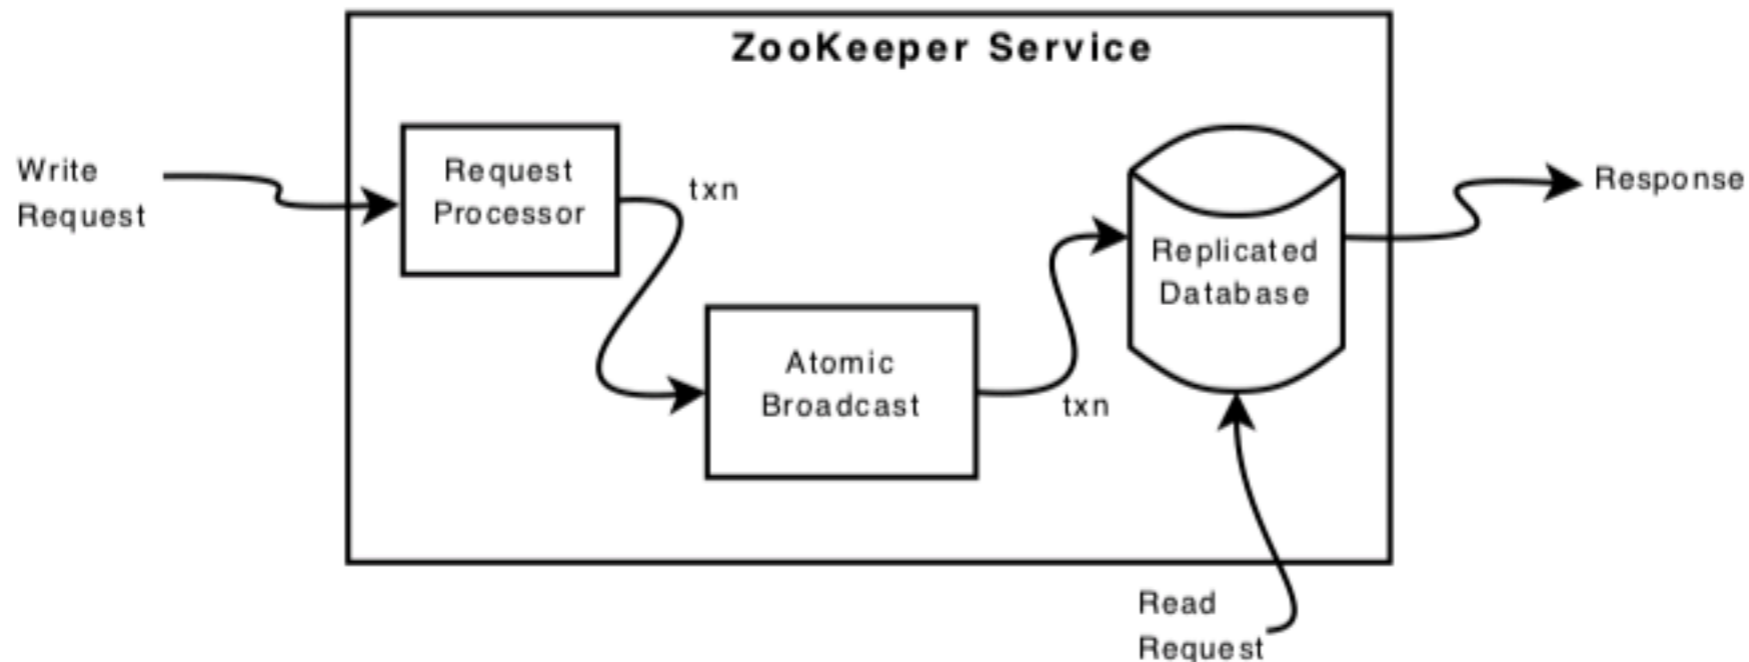 ZooKeeper Service
Write
Request
Request
Processor
txn
Atomic
Broadcast
txn
Replicated
Database
Response
Read
Request